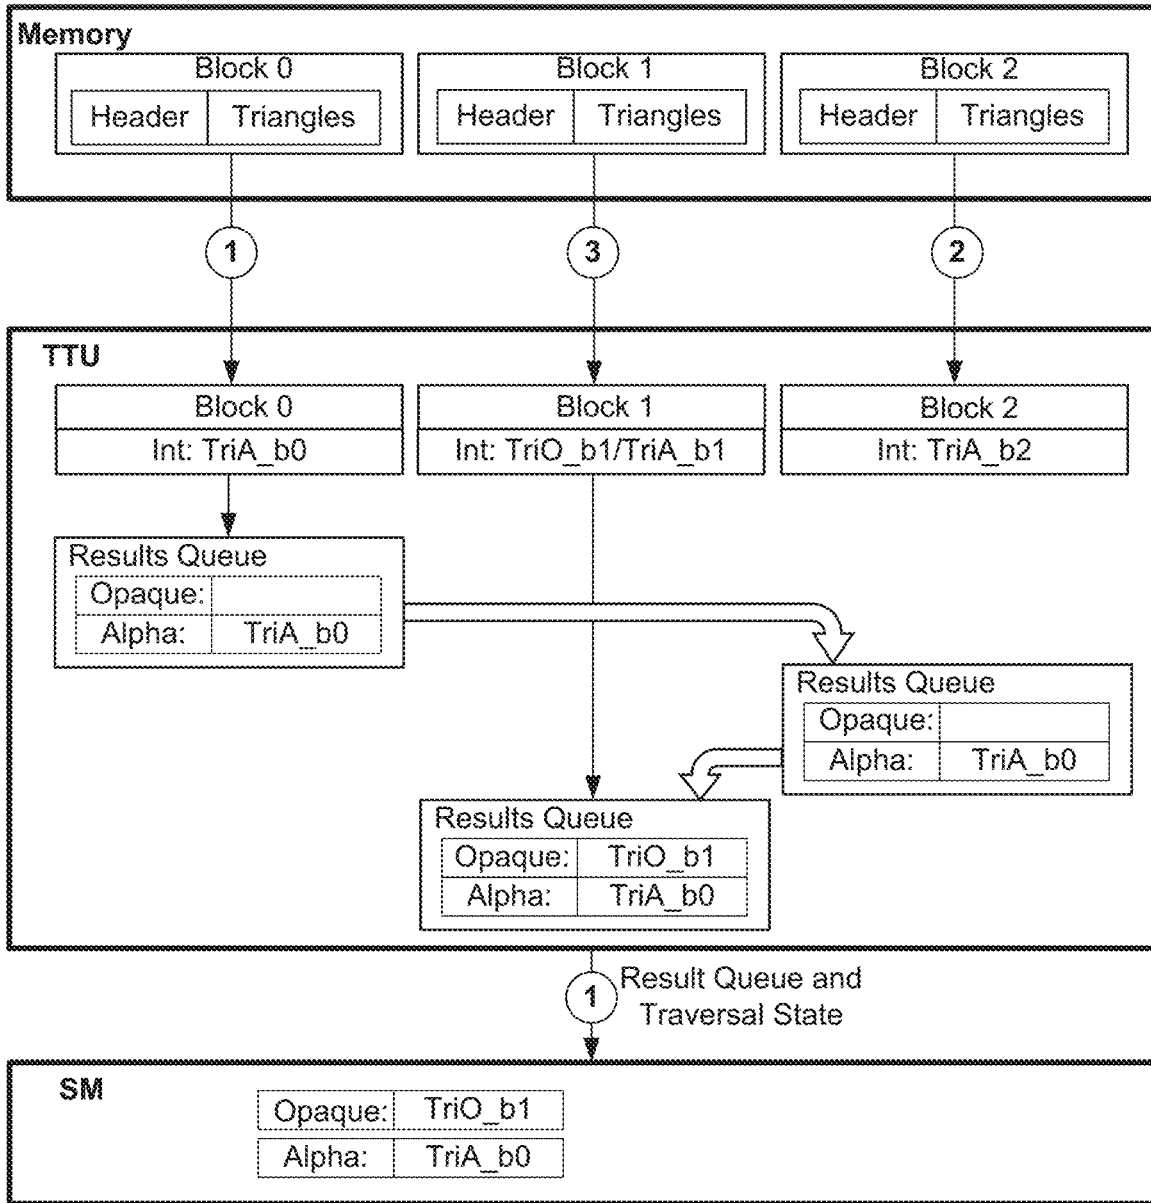 Memory
Block 0 Block 1 Block 2
Header Triangles Header Triangles Header Triangles
1 3 2
TTU
Block 0 Block 1 Block 2
Int: TriA_b0 Int: TriO_b1/TriA_b1 Int: TriA_b2
Results Queue
Opaque:
Alpha: TriA_b0
Results Queue
Opaque:
Alpha: TriA_b0
Results Queue
Opaque: TriO_b1
Alpha: TriA_b0
1 Result Queue and
Traversal State
SM
Opaque: TriO_b1
Alpha: TriA_b0